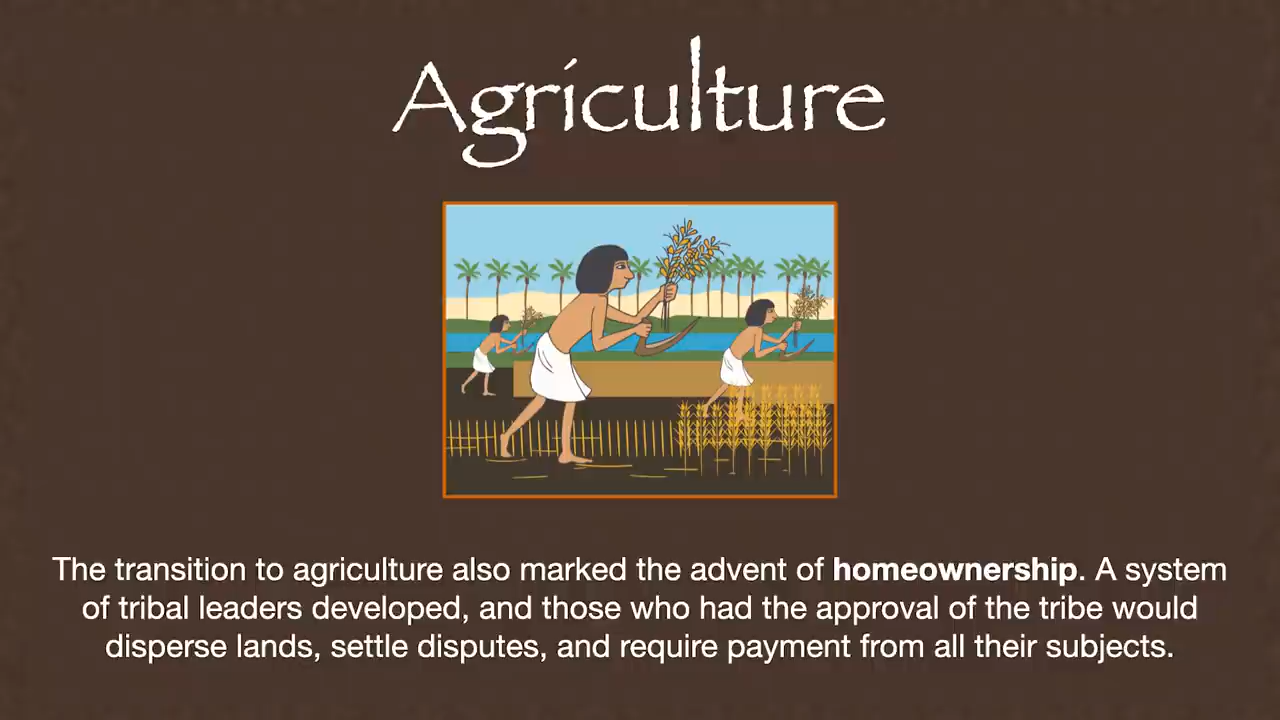 Agriculture
The transition to agriculture also marked the advent of homeownership. A system
of tribal leaders developed, and those who had the approval of the tribe would
disperse lands, settle disputes, and require payment from all their subjects.